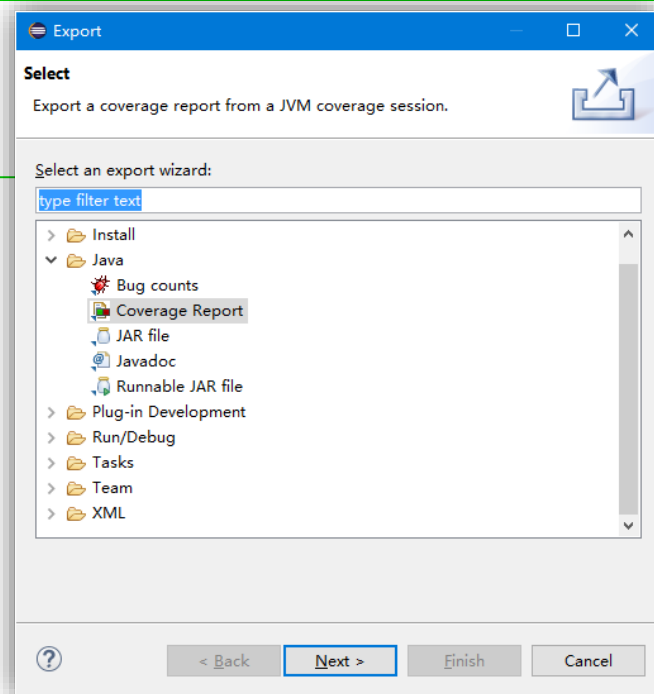 Export
Select
Export a coverage report from a JVM coverage session.
Select an export wizard:
type filter text
Install
Java
Bug counts
Coverage Report
JAR file
Javadoc
Runnable JAR file
Plug-in Development
Run/Debug
Tasks
Team
XML
? < Back Next > Finish Cancel